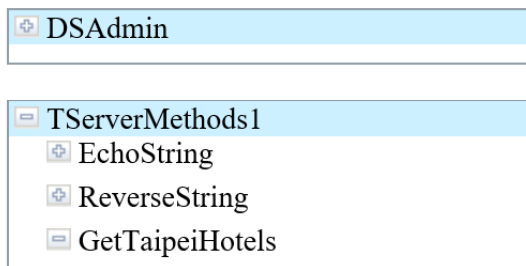 DSAdmin
TServerMethods1
EchoString
ReverseString
GetTaipeiHotels